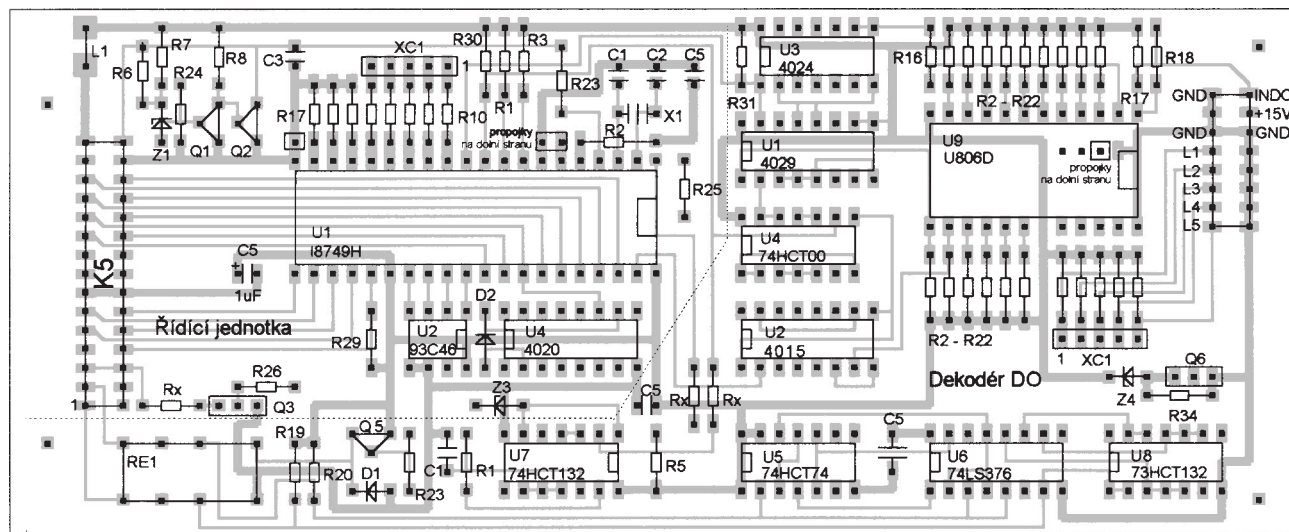 L1
R7
R6
R24
R8
C3
XC1
1
R30
R3
R1
R23
C1
C2
C5
X1
R17
R10
R2
propojky
na dolní stranu
Z1
Q1
Q2
R25
U1
I8749H
K5
1
C5
+
1uF
Řídící jednotka
R29
U2
93C46
D2
U4
4020
R26
Rx
Q3
Z3
C5
Rx
Rx
RE1
R19
R20
Q5
D1
R23
C1
R1
U7
74HCT132
R5
U3
4024
R31
U1
4029
U4
74HCT00
U2
4015
U5
74HCT74
C5
U6
74LS376
U8
73HCT132
R16
R18
R2 - R22
R17
U9
U806D
propojky
na dolní stranu
GND
INDO
+15V
GND
GND
L1
L2
L3
L4
L5
R2 - R22
1
XC1
Dekodér DO
Z4
Q6
R34